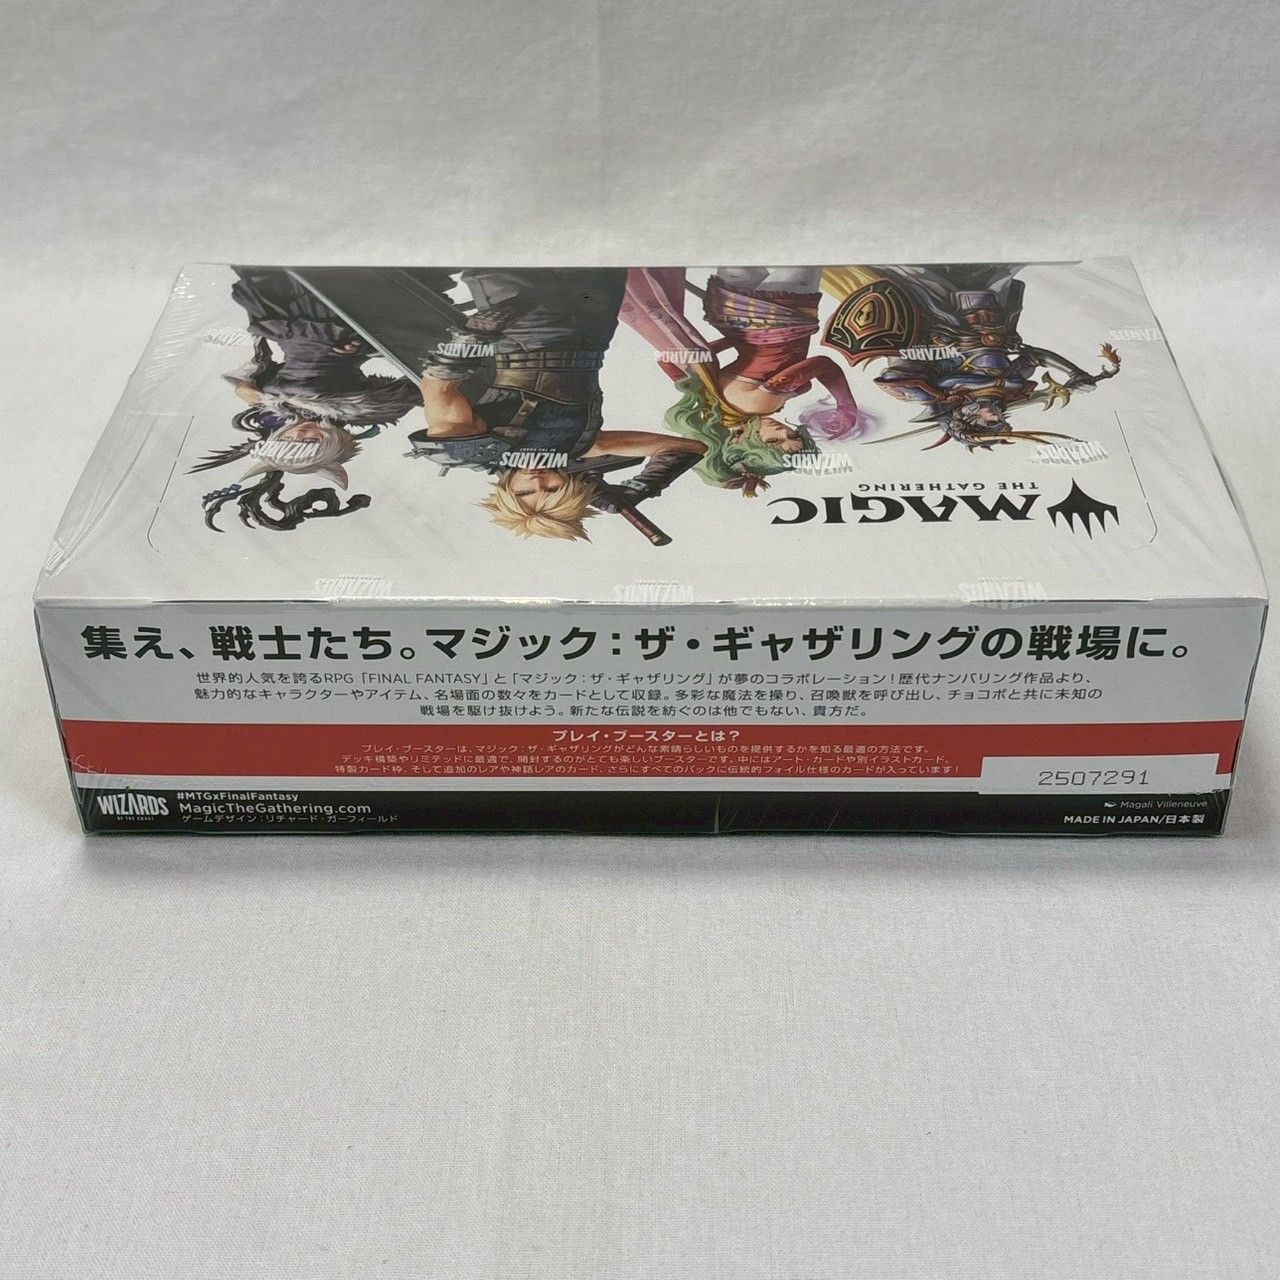 MAGIC
THE GATHERING
WIZARDS
WIZARDS
WIZARDS
WIZARDS
WIZARDS
WIZARDS
WIZARDS
WIZARDS
WIZARDS
WIZARDS
WIZARDS
WIZARDS
集え、戦士たち。マジック：ザ・ギャザリングの戦場に。
世界的人気を誇るRPG「FINAL FANTASY」と「マジック：ザ・ギャザリング」が夢のコラボレーション！歴代ナンバリング作品より、
魅力的なキャラクターやアイテム、名場面の数々をカードとして収録。多彩な魔法を操り、召喚獣を呼び出し、チョコボと共に未知の
戦場を駆け抜けよう。新たな伝説を紡ぐのは他でもない、貴方だ。
プレイ・ブースターとは？
プレイ・ブースターは、マジック：ザ・ギャザリングがどんな素晴らしいものを提供するかを知る最適の方法です。
デッキ構築やリミテッドに最適で、開封するのがとても楽しいブースターです。中にはアート・カードや別イラストカード、
特製カード枠、そして追加のレアや神話レアのカード、さらにすべてのパックに伝統的フォイル仕様のカードが入っています！
2507291
WIZARDS
OF THE COAST
#MTGxFinalFantasy
MagicTheGathering.com
ゲームデザイン：リチャード・ガーフィールド
Magali Villeneuve
MADE IN JAPAN/日本製